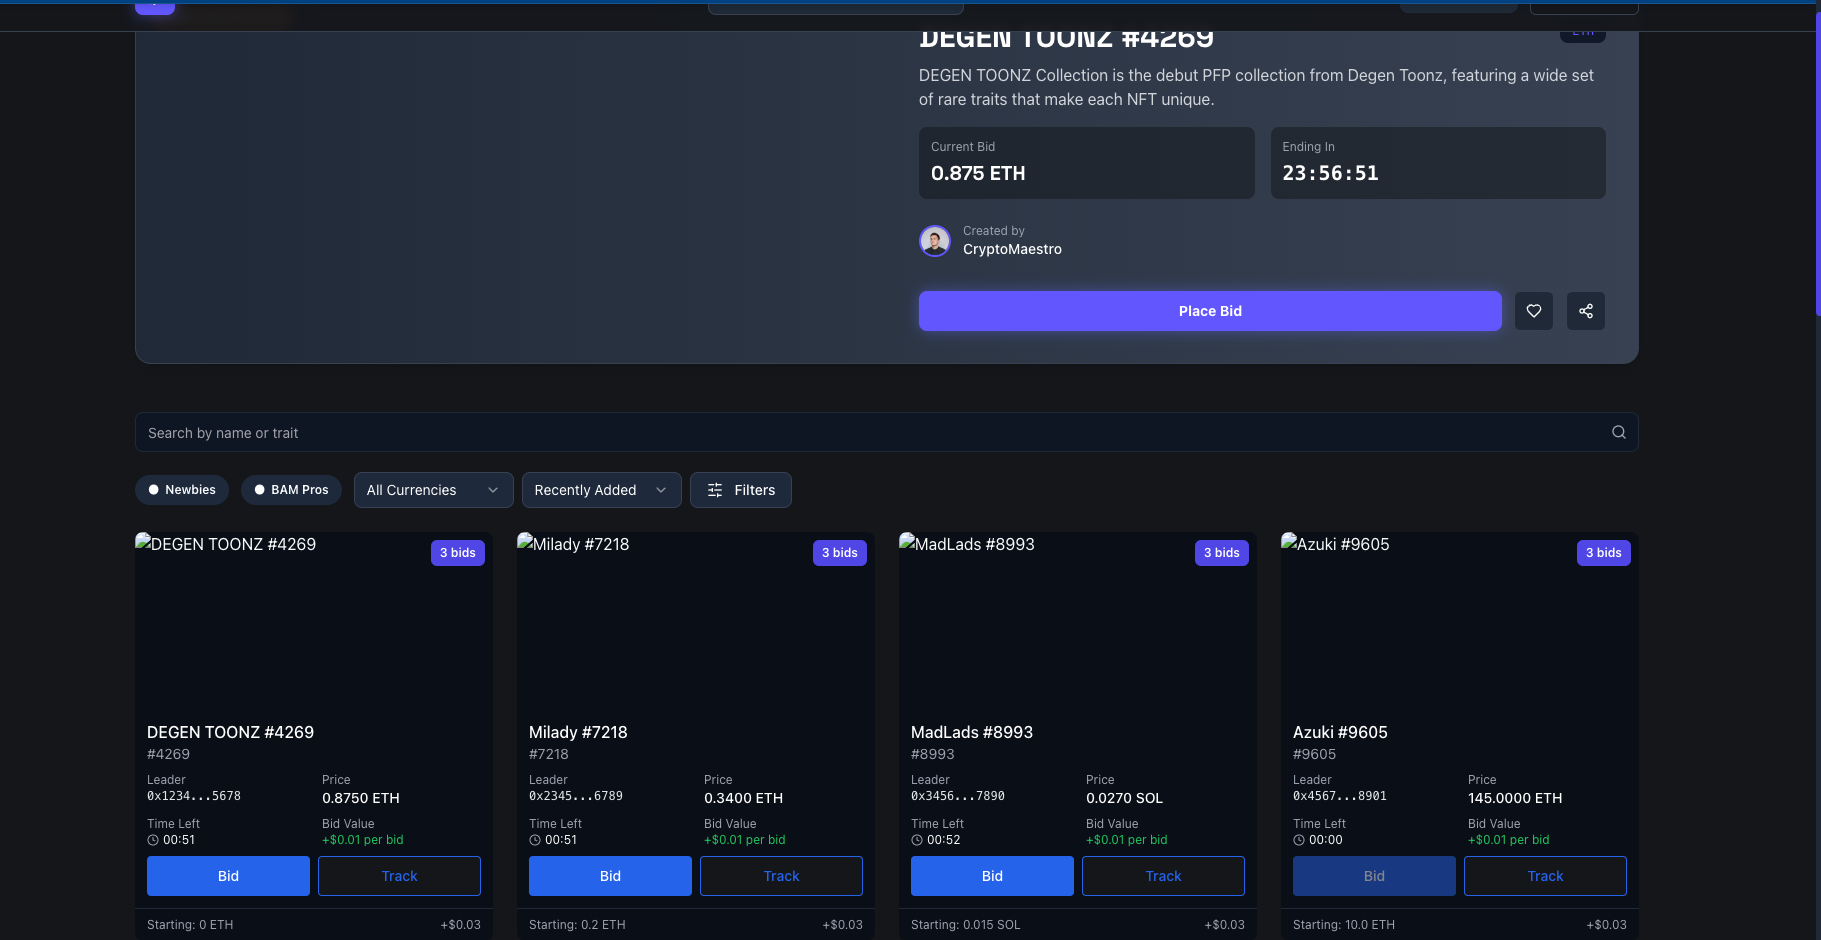 DEGEN TOONZ #4269
ETH
DEGEN TOONZ Collection is the debut PFP collection from Degen Toonz, featuring a wide set
of rare traits that make each NFT unique.
Current Bid
0.875 ETH
Ending In
23:56:51
Created by
CryptoMaestro
Place Bid
Search by name or trait
Newbies
BAM Pros
All Currencies
Recently Added
Filters
DEGEN TOONZ #4269
3 bids
DEGEN TOONZ #4269
#4269
Leader
Price
0x1234...5678
0.8750 ETH
Time Left
Bid Value
00:51
+$0.01 per bid
Bid
Track
Starting: 0 ETH
+$0.03
Milady #7218
3 bids
Milady #7218
#7218
Leader
Price
0x2345...6789
0.3400 ETH
Time Left
Bid Value
00:51
+$0.01 per bid
Bid
Track
Starting: 0.2 ETH
+$0.03
MadLads #8993
3 bids
MadLads #8993
#8993
Leader
Price
0x3456...7890
0.0270 SOL
Time Left
Bid Value
00:52
+$0.01 per bid
Bid
Track
Starting: 0.015 SOL
+$0.03
Azuki #9605
3 bids
Azuki #9605
#9605
Leader
Price
0x4567...8901
145.0000 ETH
Time Left
Bid Value
00:00
+$0.01 per bid
Bid
Track
Starting: 10.0 ETH
+$0.03